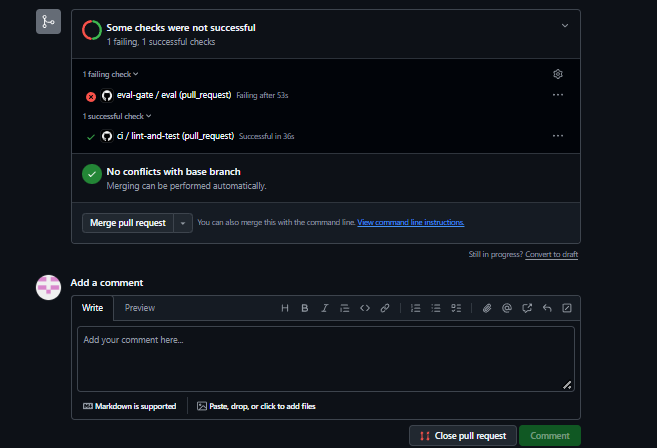 Some checks were not successful
1 failing, 1 successful checks
1 failing check
eval-gate / eval (pull_request) Failing after 53s
1 successful check
ci / lint-and-test (pull_request) Successful in 36s
No conflicts with base branch
Merging can be performed automatically.
Merge pull request You can also merge this with the command line. View command line instructions.
Still in progress? Convert to draft
Add a comment
Write Preview
Add your comment here...
Markdown is supported Paste, drop, or click to add files
Close pull request Comment